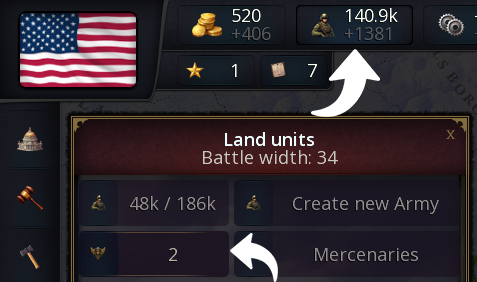 520
+406
140.9k
+1381
1
7
Land units
X
Battle width: 34
48k / 186k
Create new Army
2
Mercenaries